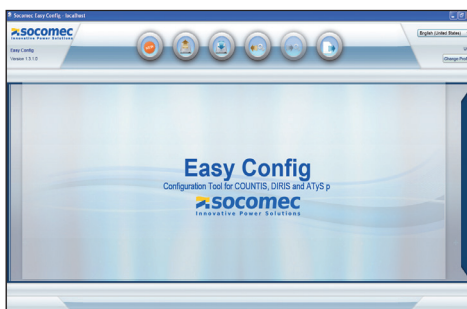 Socomec Easy Config - localhost
socomec
Innovative Power Solutions
English (United States)
Easy Config
Version 1.5.1.0
Change Prof
Easy Config
Configuration Tool for COUNTIS, DIRIS and ATyS p
socomec
Innovative Power Solutions